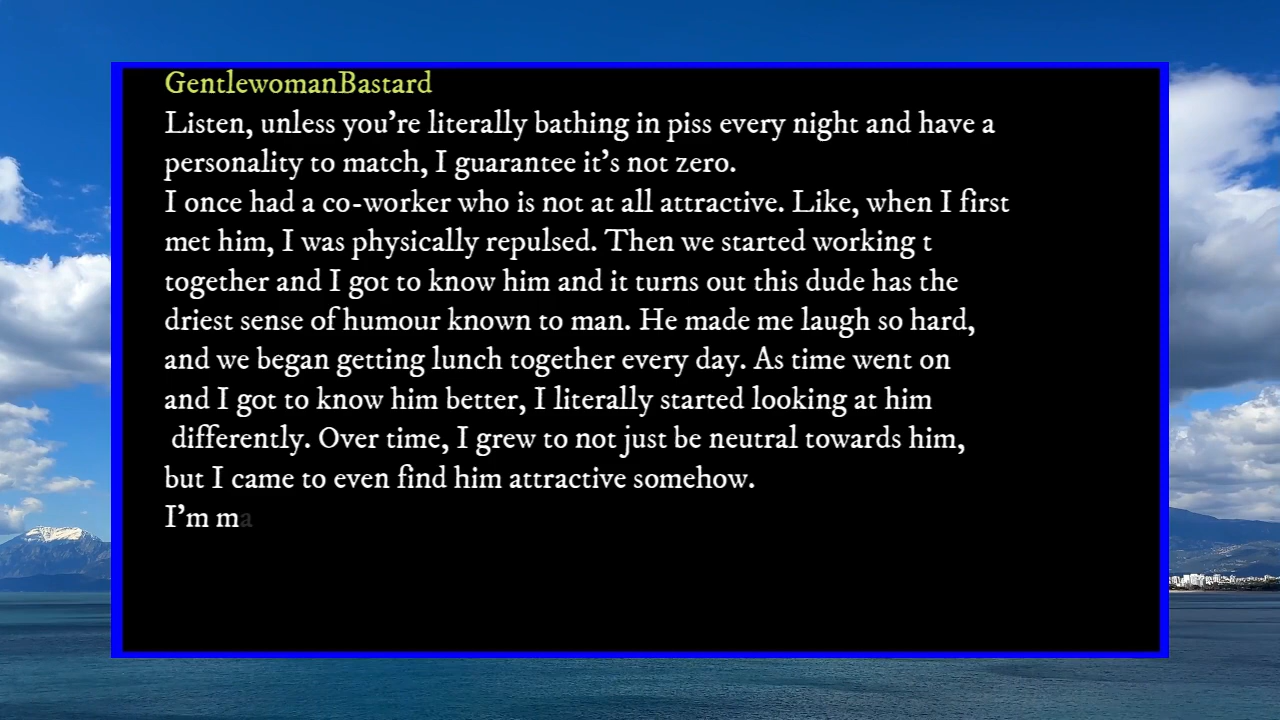 GentlewomanBastard
Listen, unless you're literally bathing in piss every night and have a
personality to match, I guarantee it's not zero.
I once had a co-worker who is not at all attractive. Like, when I first
met him, I was physically repulsed. Then we started working t
together and I got to know him and it turns out this dude has the
driest sense of humour known to man. He made me laugh so hard,
and we began getting lunch together every day. As time went on
and I got to know him better, I literally started looking at him
differently. Over time, I grew to not just be neutral towards him,
but I came to even find him attractive somehow.
I'm ma